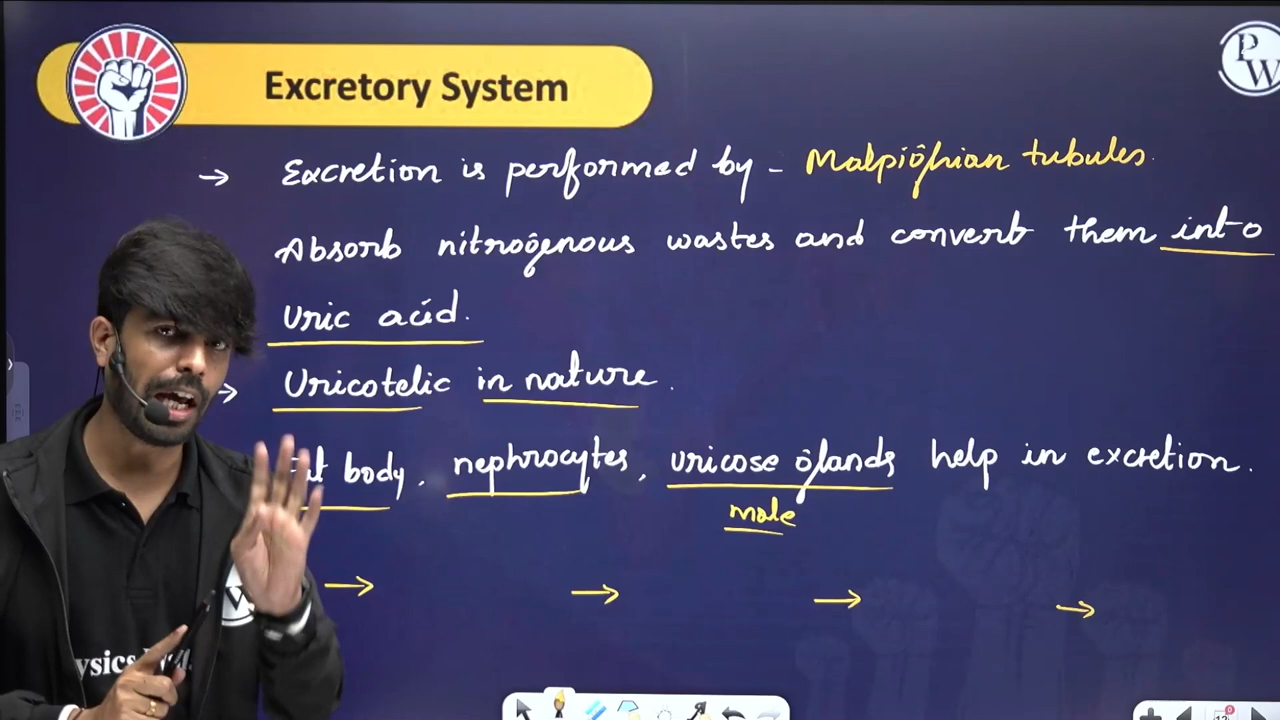 Excretory System
PW
→ Excretion is performed by - Malpighian tubules.
Absorb nitrogenous wastes and convert them into
Uric acid.
→ Uricotelic in nature.
body, nephrocytes, uricose glands help in excretion.
male
→ → → →
W